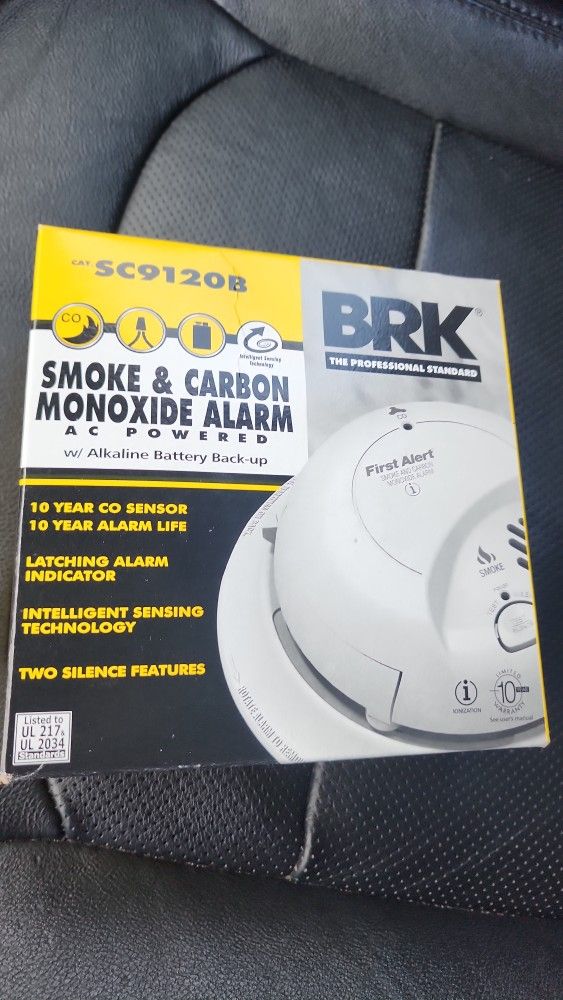 CAT. SC9120B
BRK®
THE PROFESSIONAL STANDARD
CO
Intelligent Sensing
Technology
SMOKE & CARBON
MONOXIDE ALARM
AC POWERED
w/ Alkaline Battery Back-up
10 YEAR CO SENSOR
10 YEAR ALARM LIFE
LATCHING ALARM
INDICATOR
INTELLIGENT SENSING
TECHNOLOGY
TWO SILENCE FEATURES
Listed to
UL 217&
UL 2034
Standards
CO
First Alert
SMOKE AND CARBON
MONOXIDE ALARM
SMOKE
IONIZATION
LIMITED
10 YEAR
WARRANTY
See user's manual